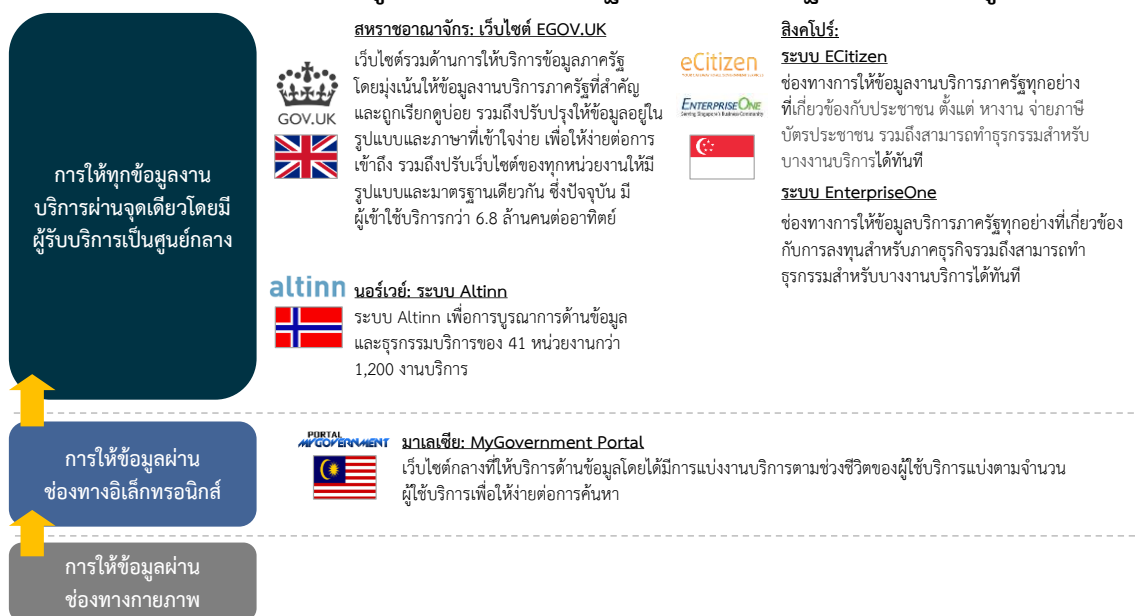 การให้ทุกข้อมูลงาน
บริการผ่านจุดเดียวโดยมี
ผู้รับบริการเป็นศูนย์กลาง
GOV.UK
สหราชอาณาจักร: เว็บไซต์ EGOV.UK
เว็บไซต์รวมด้านการให้บริการข้อมูลภาครัฐ
โดยมุ่งเน้นให้ข้อมูลงานบริการภาครัฐที่สำคัญ
และถูกเรียกดูบ่อย รวมถึงปรับปรุงให้ข้อมูลอยู่ใน
รูปแบบและภาษาที่เข้าใจง่าย เพื่อให้ง่ายต่อการ
เข้าถึง รวมถึงปรับเว็บไซต์ของทุกหน่วยงานให้มี
รูปแบบและมาตรฐานเดียวกัน ซึ่งปัจจุบัน มี
ผู้เข้าใช้บริการกว่า 6.8 ล้านคนต่ออาทิตย์
eCitizen
ENTERPRISEONE
Serving Singapore's Business Community
สิงคโปร์:
ระบบ ECitizen
ช่องทางการให้ข้อมูลงานบริการภาครัฐทุกอย่าง
ที่เกี่ยวข้องกับประชาชน ตั้งแต่ หางาน จ่ายภาษี
บัตรประชาชน รวมถึงสามารถทำธุรกรรมสำหรับ
บางงานบริการได้ทันที
ระบบ EnterpriseOne
ช่องทางการให้ข้อมูลบริการภาครัฐทุกอย่างที่เกี่ยวข้อง
กับการลงทุนสำหรับภาคธุรกิจรวมถึงสามารถทำ
ธุรกรรมสำหรับบางงานบริการได้ทันที
altinn
นอร์เวย์: ระบบ Altinn
ระบบ Altinn เพื่อการบูรณาการด้านข้อมูล
และธุรกรรมบริการของ 41 หน่วยงานกว่า
1,200 งานบริการ
การให้ข้อมูลผ่าน
ช่องทางอิเล็กทรอนิกส์
PORTAL
MYGOVERNMENT
มาเลเซีย: MyGovernment Portal
เว็บไซต์กลางที่ให้บริการด้านข้อมูลโดยได้มีการแบ่งงานบริการตามช่วงชีวิตของผู้ใช้บริการแบ่งตามจำนวน
ผู้ใช้บริการเพื่อให้ง่ายต่อการค้นหา
การให้ข้อมูลผ่าน
ช่องทางกายภาพ